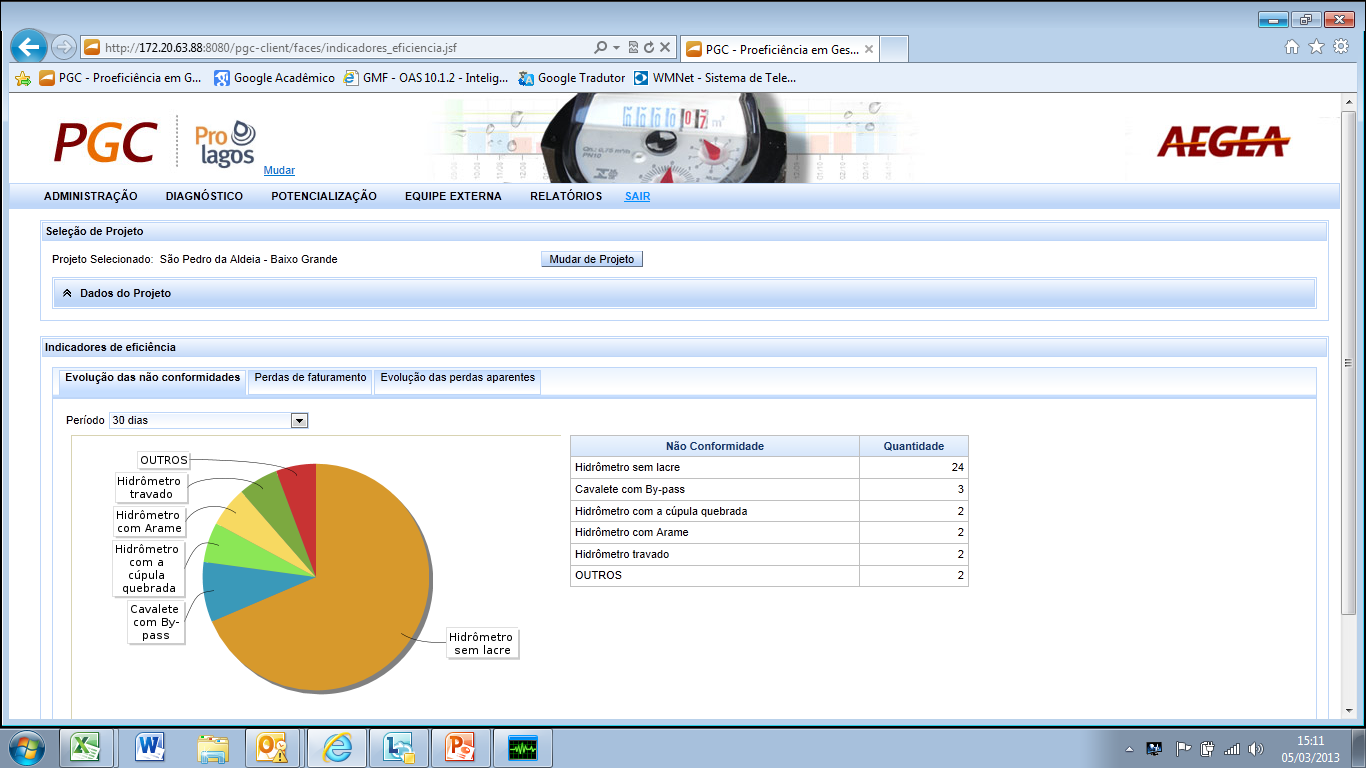 http://172.20.63.88:8080/pgc-client/faces/indicadores_eficiencia.jsf
PGC - Proeficiência em Ges...
PGC - Proeficiência em G...
Google Acadêmico
GMF - OAS 10.1.2 - Intelig...
Google Tradutor
WMNet - Sistema de Tele...
PGC
Pro
lagos
Mudar
AEGEA
ADMINISTRAÇÃO DIAGNÓSTICO POTENCIALIZAÇÃO EQUIPE EXTERNA RELATÓRIOS SAIR
Seleção de Projeto
Projeto Selecionado: São Pedro da Aldeia - Baixo Grande
Mudar de Projeto
Dados do Projeto
Indicadores de eficiência
Evolução das não conformidades Perdas de faturamento Evolução das perdas aparentes
Período 30 dias
OUTROS
Hidrômetro
travado
Hidrômetro
com Arame
Hidrômetro
com a
cúpula
quebrada
Cavalete
com By-
pass
Hidrômetro
sem lacre
Não Conformidade Quantidade
Hidrômetro sem lacre 24
Cavalete com By-pass 3
Hidrômetro com a cúpula quebrada 2
Hidrômetro com Arame 2
Hidrômetro travado 2
OUTROS 2
15:11
05/03/2013